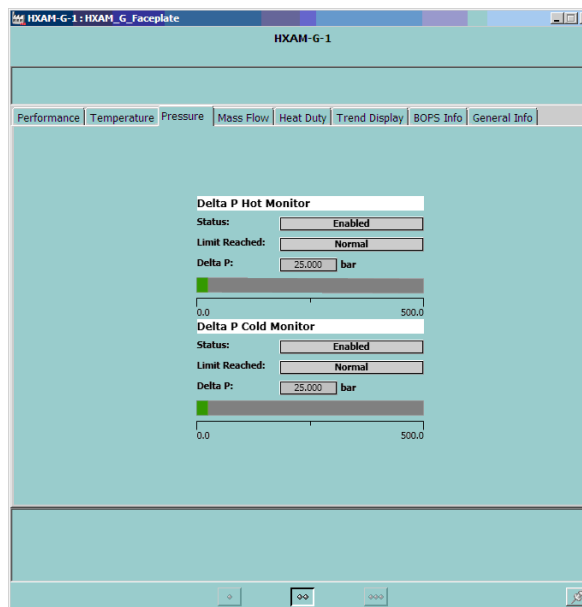 HXAM-G-1 : HXAM_G_Faceplate
HXAM-G-1
Performance Temperature Pressure Mass Flow Heat Duty Trend Display BOPS Info General Info
Delta P Hot Monitor
Status: Enabled
Limit Reached: Normal
Delta P: 25.000 bar
0.0 500.0
Delta P Cold Monitor
Status: Enabled
Limit Reached: Normal
Delta P: 25.000 bar
0.0 500.0